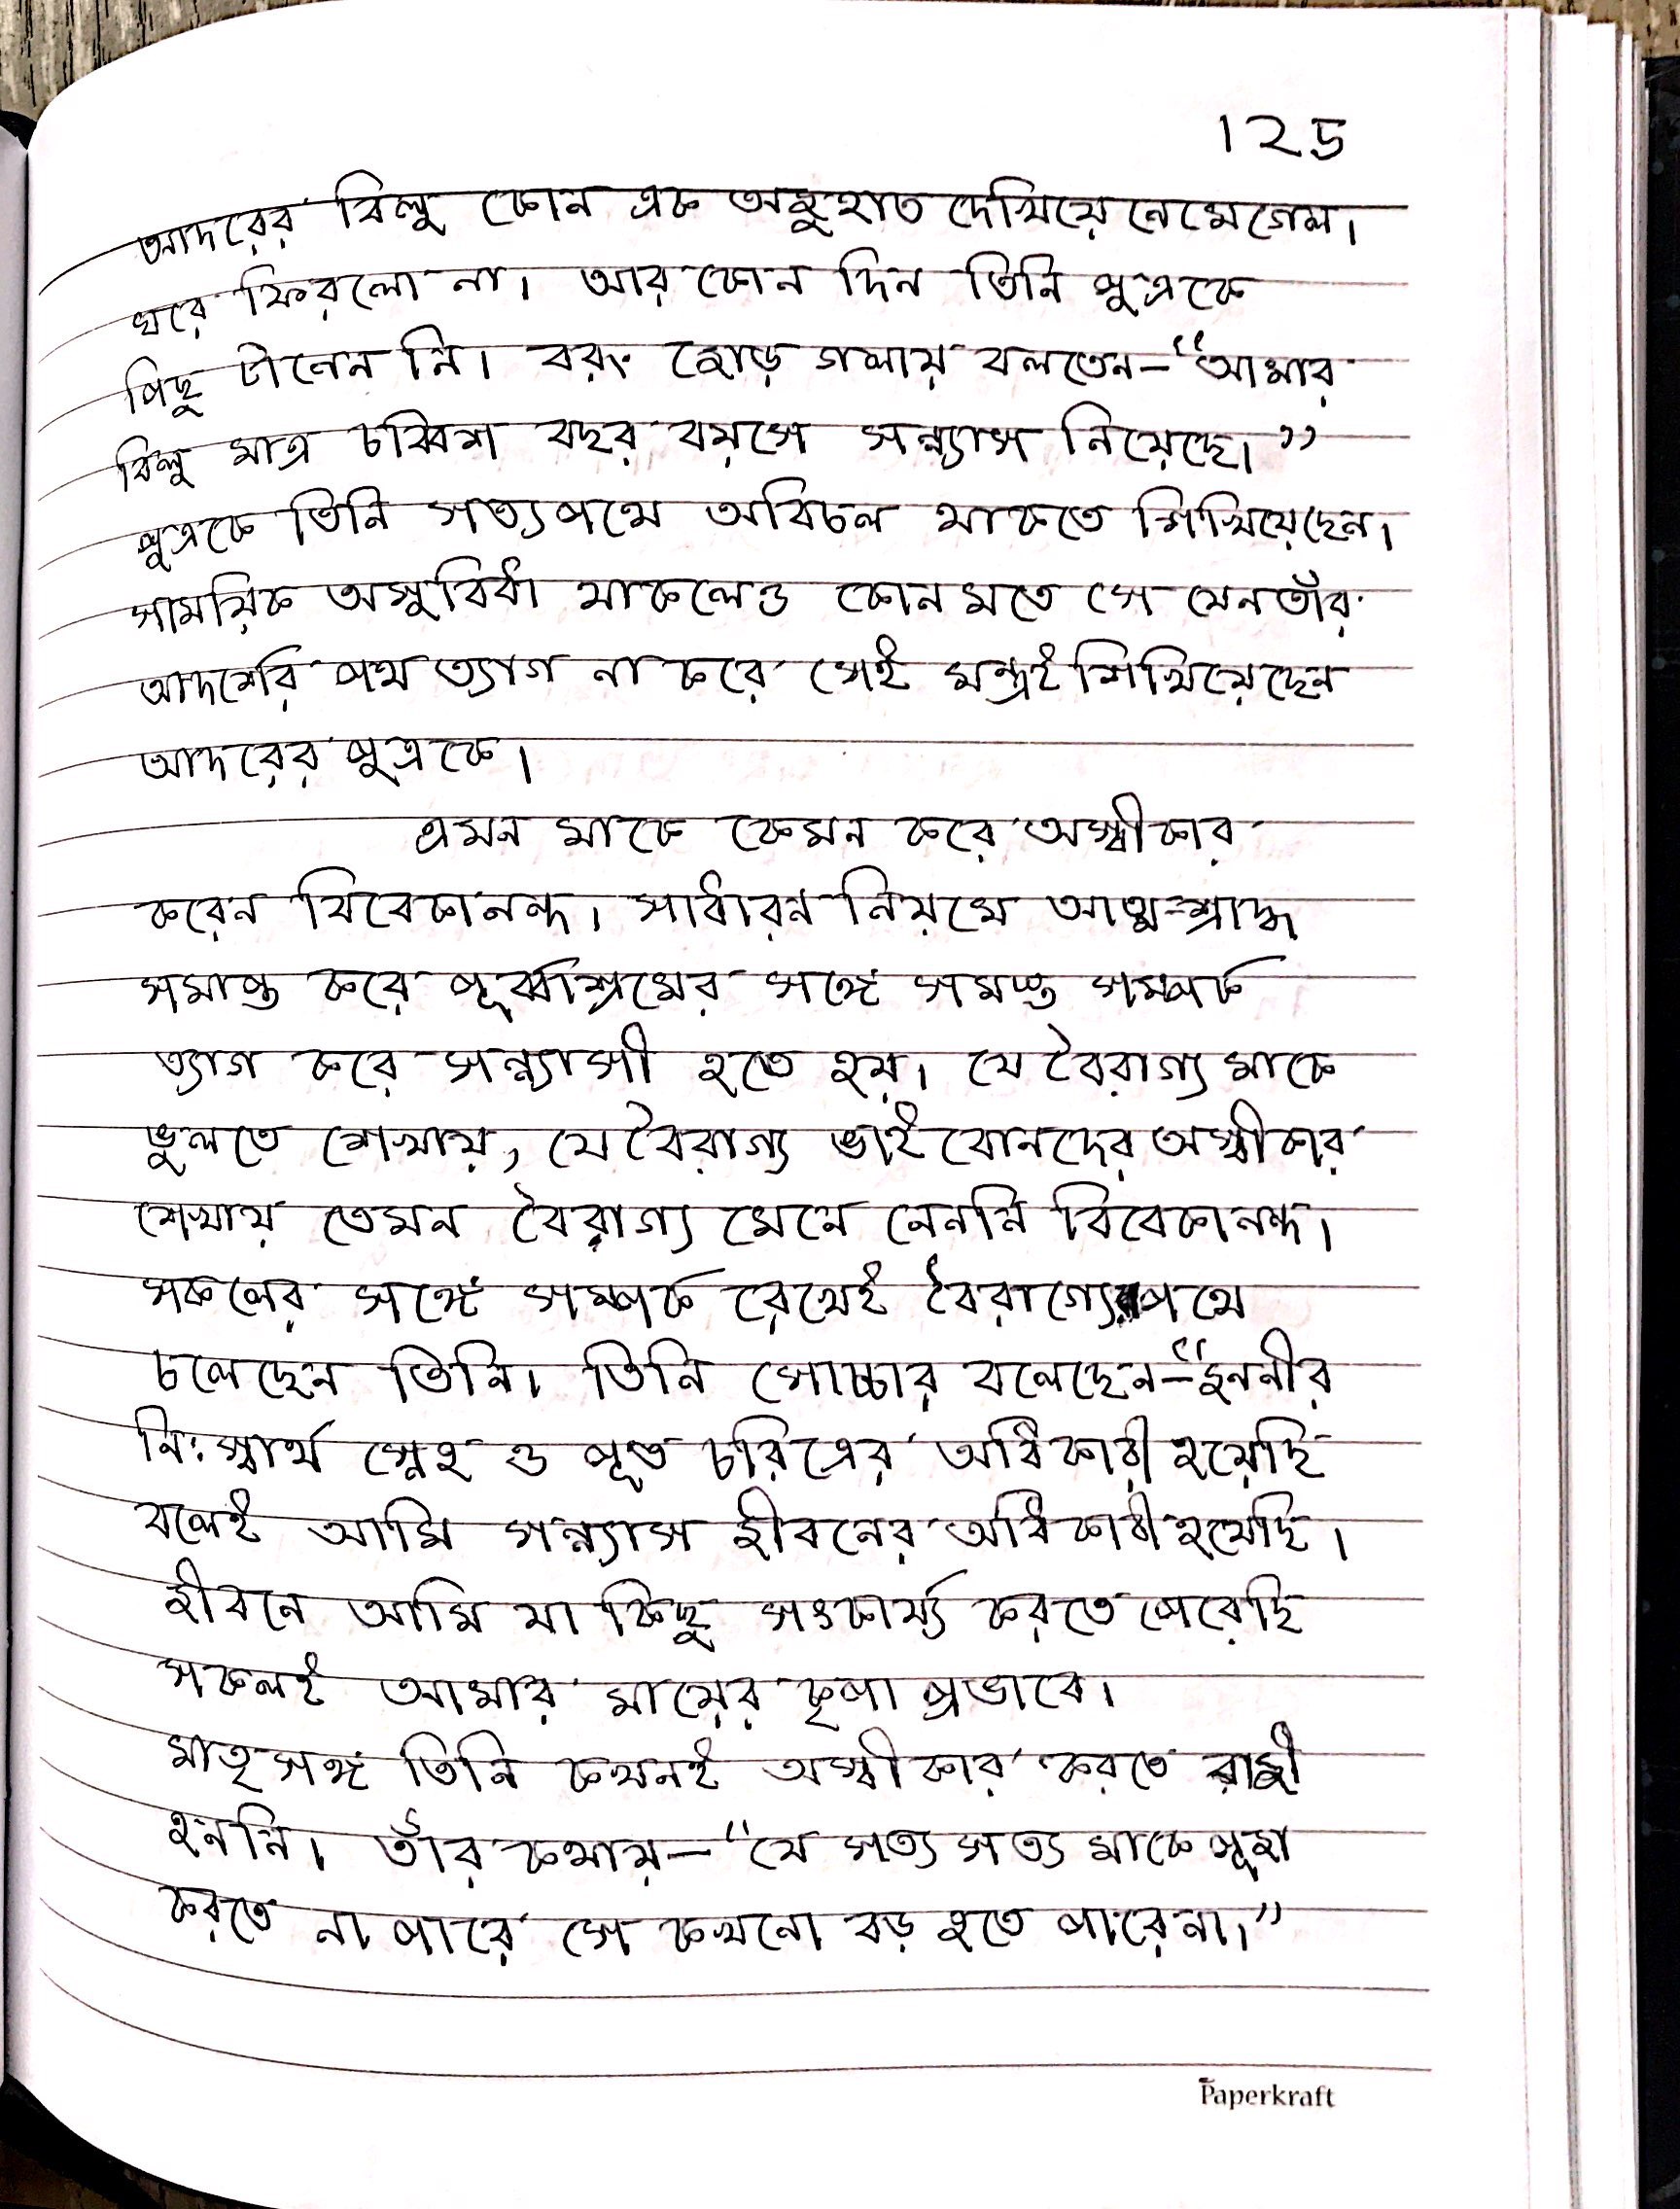 125
আদরের বিলু কোন এক অজুহাত দেখিয়ে নেমে গেল।
ঘরে ফিরলো না। আর কোন দিন তিনি পুত্রকে
পিছু টানেন নি। বরং জোড় গলায় বলতেন-“আমার
বিলু মাত্র চব্বিশ বছর বয়সে সন্ন্যাস নিয়েছে।”
পুত্রকে তিনি সত্যপথে অবিচল থাকতে শিখিয়েছেন।
সাময়িক অসুবিধা থাকলেও কোনমতে সে যেন তাঁর
আদর্শের পথ ত্যাগ না করে সেই মন্ত্রই শিখিয়েছেন
আদরের পুত্রকে।
এমন মাকে কেমন করে অস্বীকার
করেন বিবেকানন্দ। সাধারন নিয়মে আত্ম-শ্রাদ্ধ
সমাপ্ত করে পূর্ব্বাশ্রমের সঙ্গে সমস্ত সম্পর্ক
ত্যাগ করে সন্ন্যাসী হতে হয়। যে বৈরাগ্য মাকে
ভুলতে শেখায়, যে বৈরাগ্য ভাই বোনদের অস্বীকার
শেখায় তেমন বৈরাগ্য মেনে নেননি বিবেকানন্দ।
সকলের সঙ্গে সম্পর্ক রেখেই বৈরাগ্যের পথে
চলেছেন তিনি। তিনি সোচ্চার বলেছেন-“জননীর
নিঃস্বার্থ স্নেহ ও পূত চরিত্রের অধিকারী হয়েছি
বলেই আমি সন্ন্যাস জীবনের অধিকারী হয়েছি।
জীবনে আমি যা কিছু সৎকার্য্য করতে পেরেছি
সকলই আমার মায়ের কৃপা প্রভাবে।
মাতৃসঙ্গ তিনি কখনই অস্বীকার করতে রাজী
হননি। তাঁর কথায়-“যে সত্য সত্য মাকে পূজা
করতে না পারে সে কখনো বড় হতে পারে না।”
Paperkraft